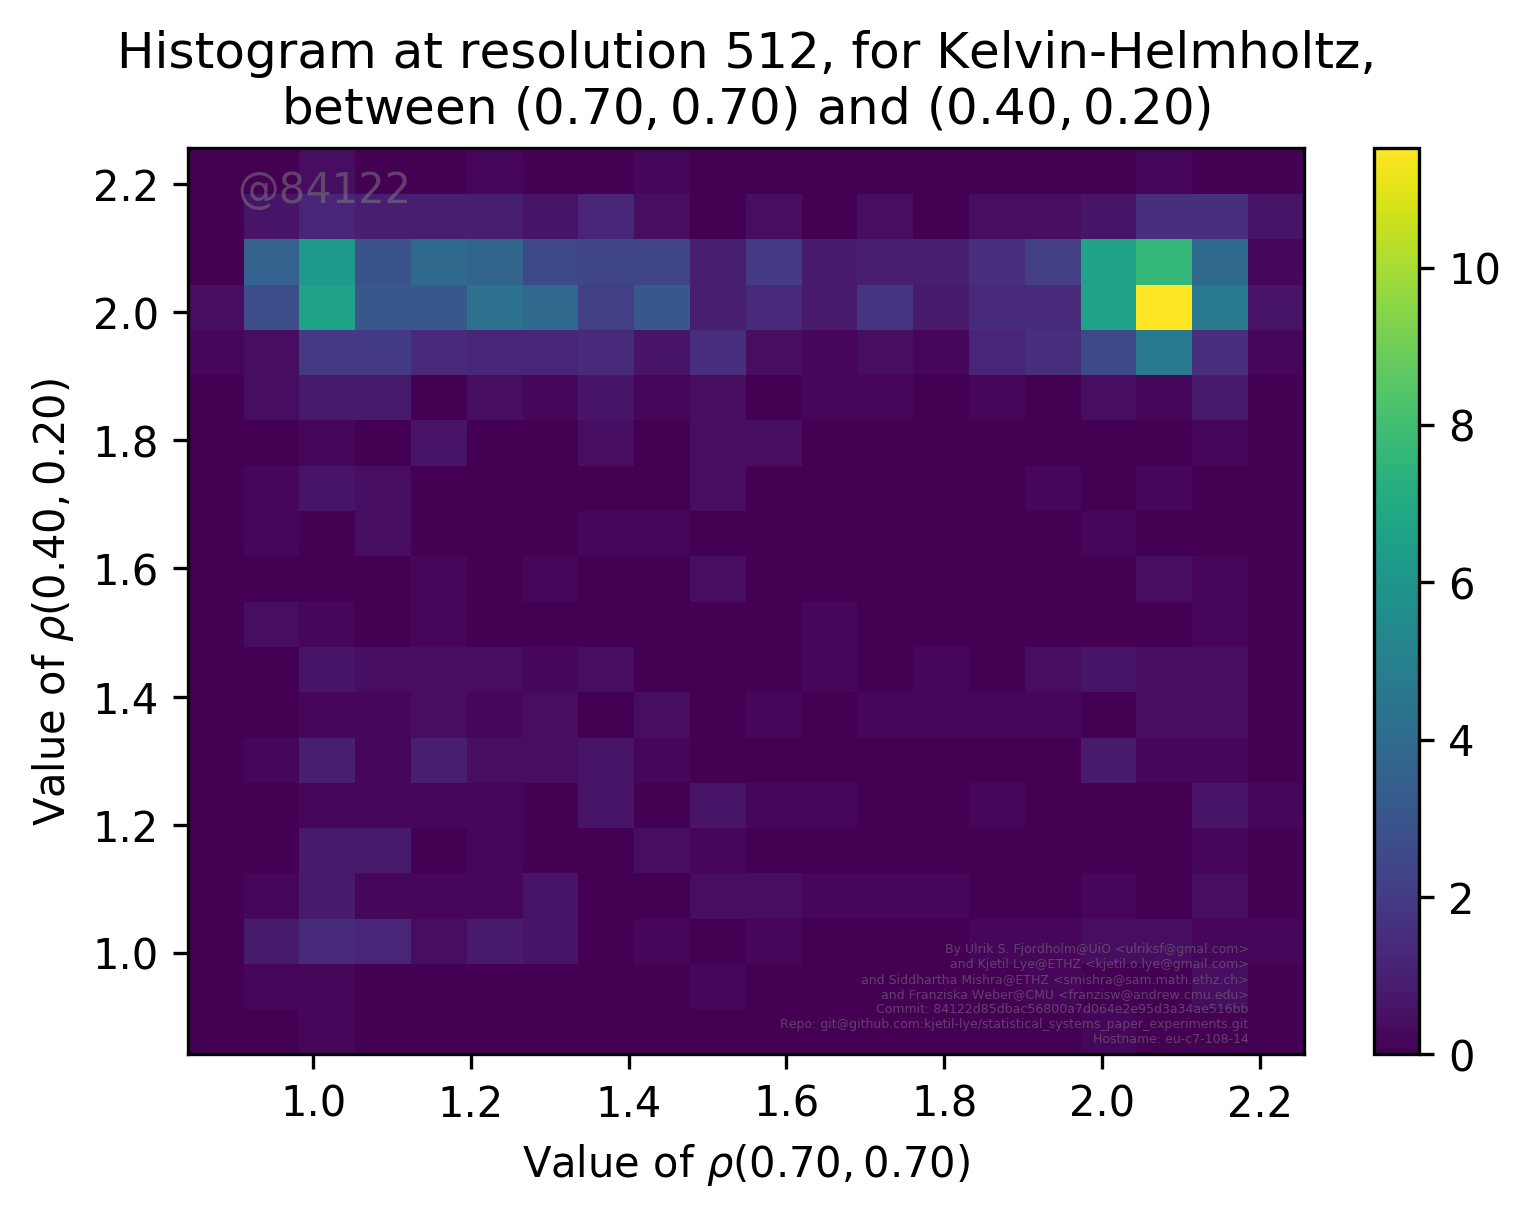 Histogram at resolution 512, for Kelvin-Helmholtz,
between (0.70, 0.70) and (0.40, 0.20)
@84122
Value of ρ(0.40, 0.20)
2.2
2.0
1.8
1.6
1.4
1.2
1.0
10
8
6
4
2
0
By Ulrik S. Fjordholm@UiO <ulriksf@gmal.com>
and Kjetil Lye@ETHZ <kjetil.o.lye@gmail.com>
and Siddhartha Mishra@ETHZ <smishra@sam.math.ethz.ch>
and Franziska Weber@CMU <franzisw@andrew.cmu.edu>
Commit: 84122d85dbac56800a7d064e2e95d3a34ae516bb
Repo: git@github.com:kjetil-lye/statistical_systems_paper_experiments.git
Hostname: eu-c7-108-14
1.0 1.2 1.4 1.6 1.8 2.0 2.2
Value of ρ(0.70, 0.70)